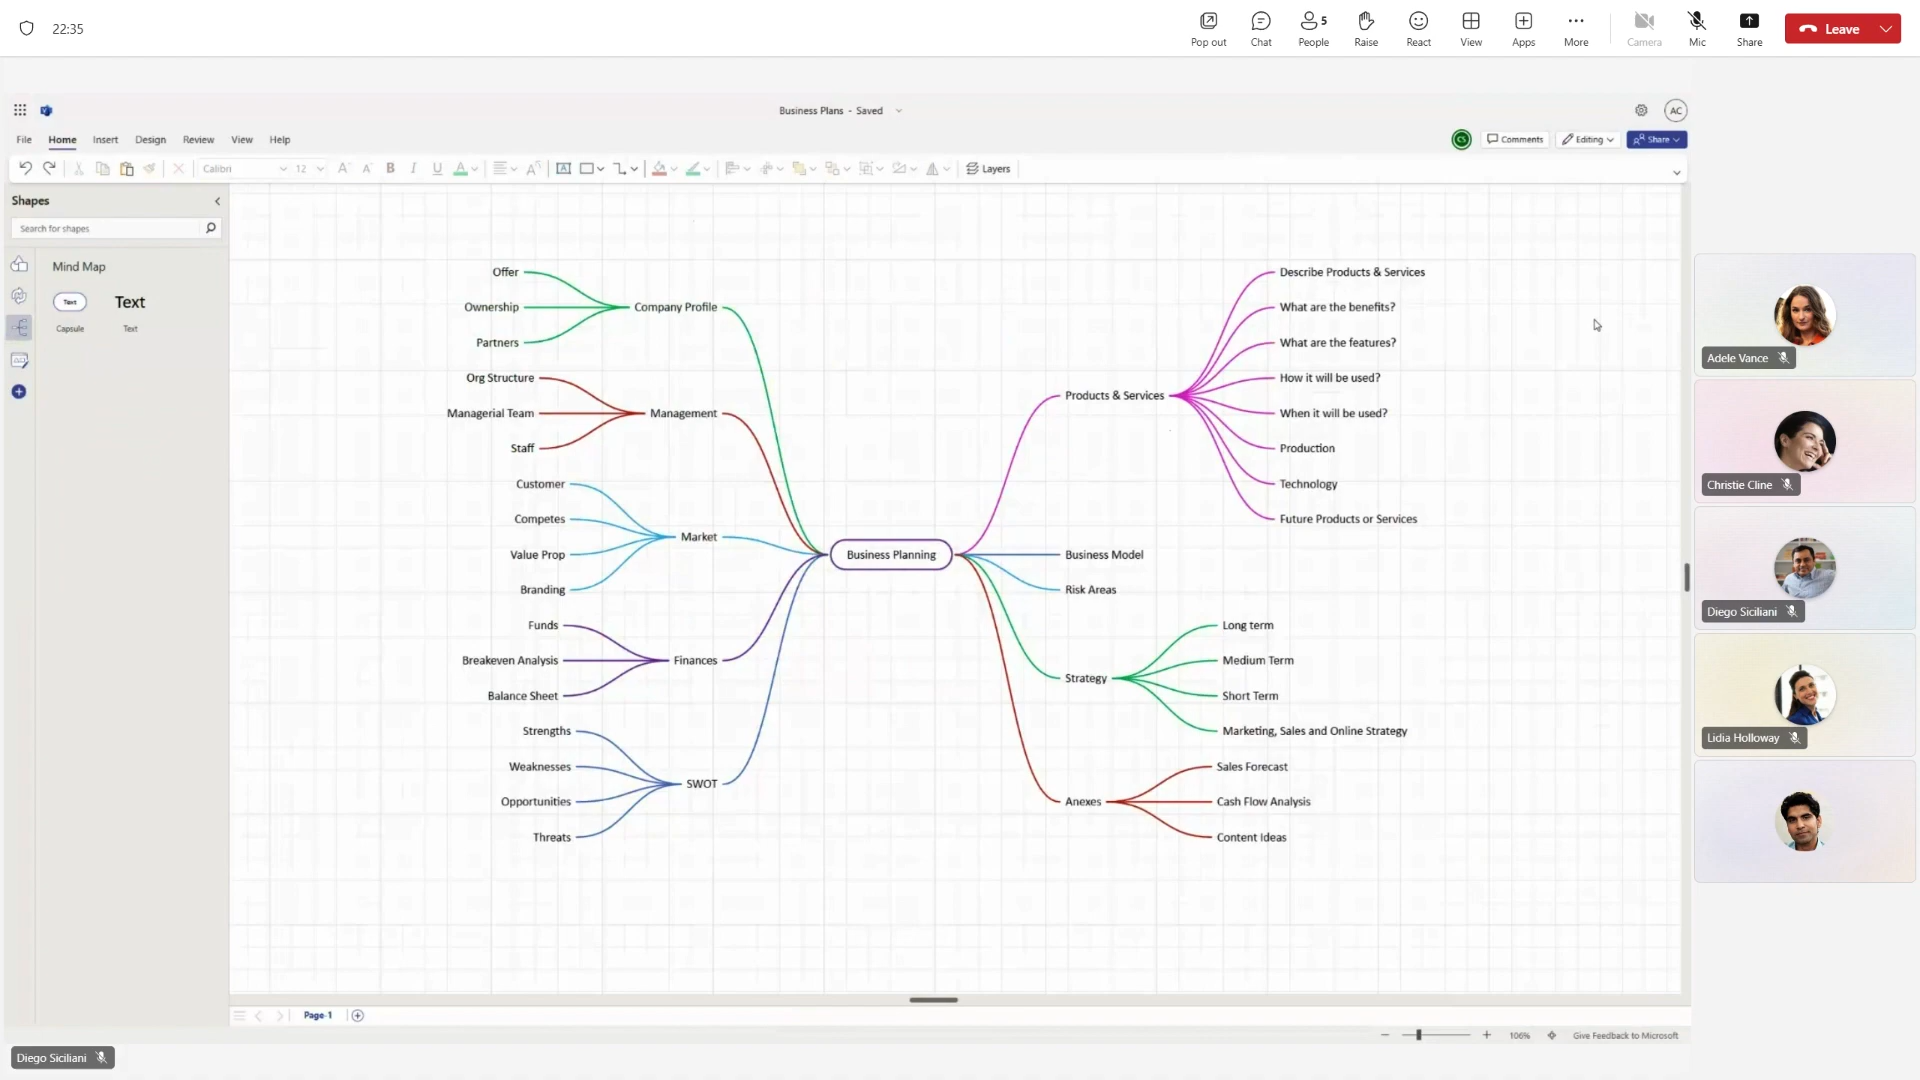 22:35
Pop out
Chat
5
People
Raise
React
View
Apps
More
Camera
Mic
Share
Leave
Business Plans - Saved
AC
File Home Insert Design Review View Help
CS
Comments
Editing
Share
Calibri
12
A
A
B
I
U
A
A
A
Layers
Shapes
Search for shapes
Mind Map
Text
Text
Capsule
Text
Offer
Ownership
Partners
Company Profile
Org Structure
Managerial Team
Staff
Management
Customer
Competes
Value Prop
Branding
Market
Funds
Breakeven Analysis
Balance Sheet
Finances
Strengths
Weaknesses
Opportunities
Threats
SWOT
Business Planning
Products & Services
Describe Products & Services
What are the benefits?
What are the features?
How it will be used?
When it will be used?
Production
Technology
Future Products or Services
Business Model
Risk Areas
Strategy
Long term
Medium Term
Short Term
Marketing, Sales and Online Strategy
Anexes
Sales Forecast
Cash Flow Analysis
Content Ideas
Adele Vance
Christie Cline
Diego Siciliani
Lidia Holloway
Page-1
106%
Give Feedback to Microsoft
Diego Siciliani